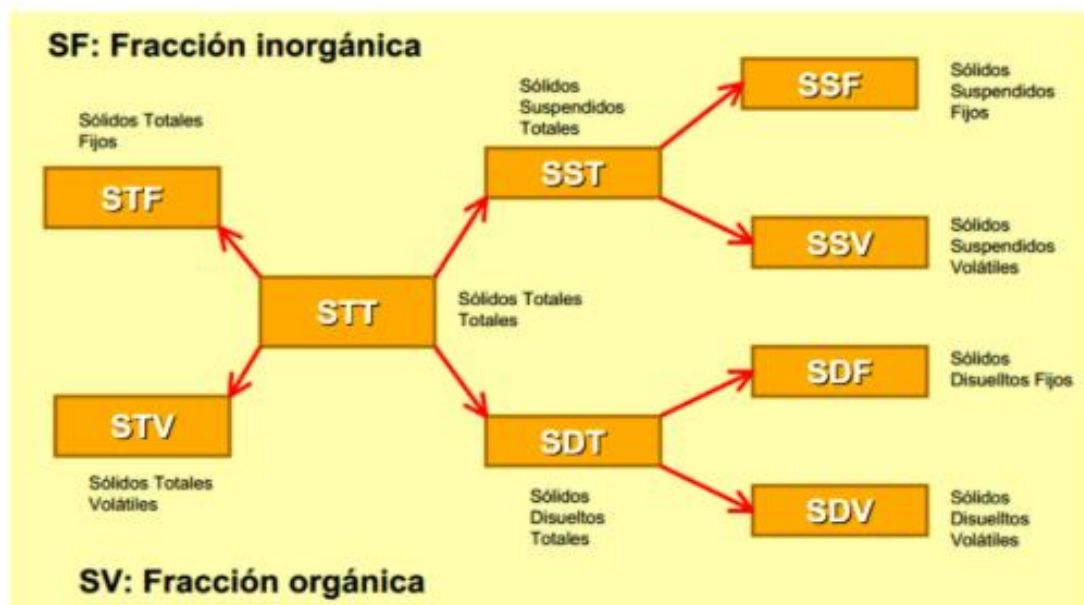 SF: Fracción inorgánica
Sólidos Totales
Fijos
STF
STT
Sólidos Totales
Totales
STV
Sólidos Totales
Volátiles
Sólidos
Suspendidos
Totales
SST
SSF
Sólidos
Suspendidos
Fijos
SSV
Sólidos
Suspendidos
Volátiles
SDT
Sólidos
Disueltos
Totales
SDF
Sólidos
Disuelltos Fijos
SDV
Sólidos
Disuelltos
Volátiles
SV: Fracción orgánica